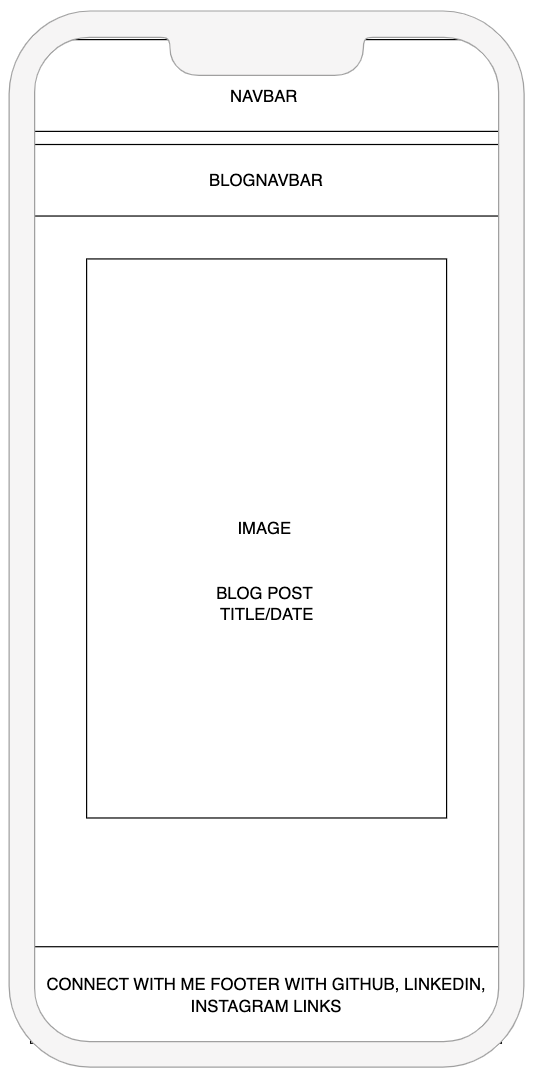 NAVBAR
BLOGNAVBAR
IMAGE
BLOG POST
TITLE/DATE
CONNECT WITH ME FOOTER WITH GITHUB, LINKEDIN,
INSTAGRAM LINKS